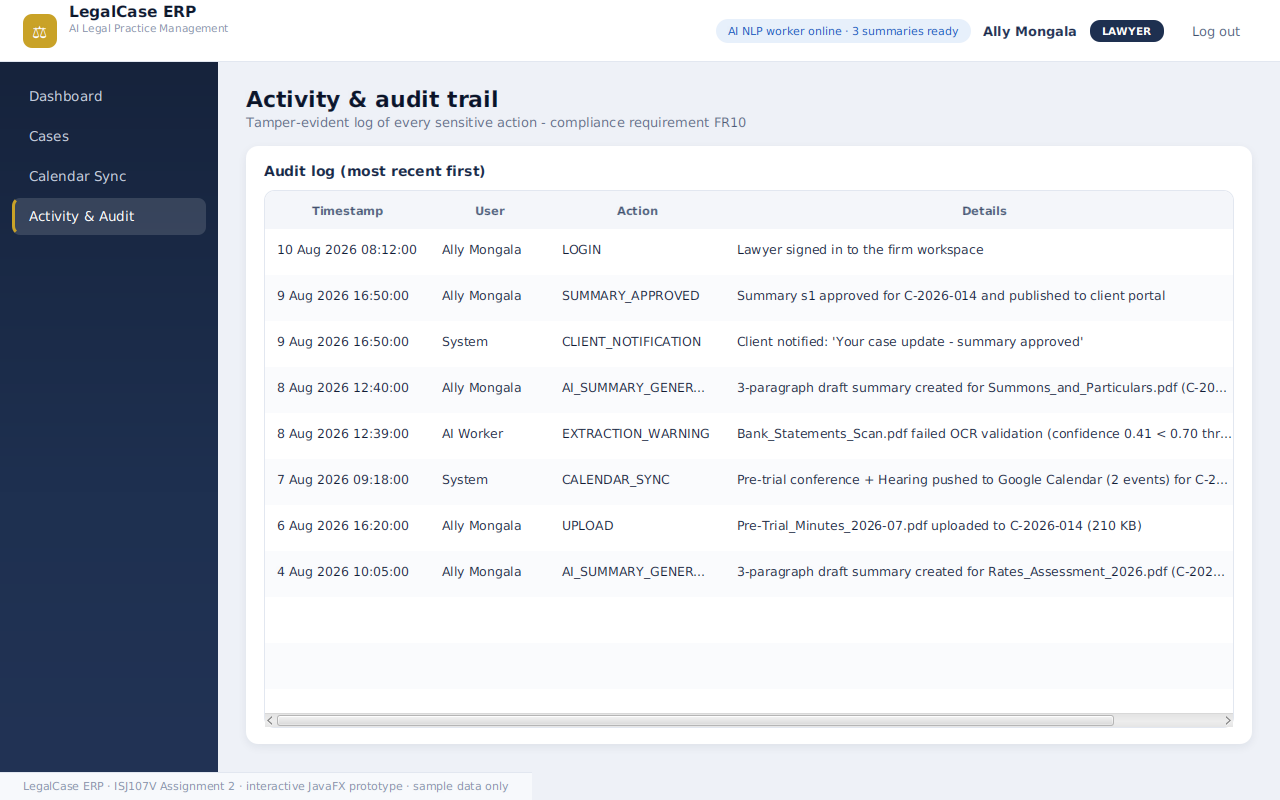 LegalCase ERP
AI Legal Practice Management
AI NLP worker online · 3 summaries ready
Ally Mongala
LAWYER
Log out
Dashboard
Cases
Calendar Sync
Activity & Audit
Activity & audit trail
Tamper-evident log of every sensitive action - compliance requirement FR10
Audit log (most recent first)
Timestamp User Action Details
10 Aug 2026 08:12:00 Ally Mongala LOGIN Lawyer signed in to the firm workspace
9 Aug 2026 16:50:00 Ally Mongala SUMMARY_APPROVED Summary s1 approved for C-2026-014 and published to client portal
9 Aug 2026 16:50:00 System CLIENT_NOTIFICATION Client notified: 'Your case update - summary approved'
8 Aug 2026 12:40:00 Ally Mongala AI_SUMMARY_GENER... 3-paragraph draft summary created for Summons_and_Particulars.pdf (C-20...
8 Aug 2026 12:39:00 AI Worker EXTRACTION_WARNING Bank_Statements_Scan.pdf failed OCR validation (confidence 0.41 < 0.70 thr...
7 Aug 2026 09:18:00 System CALENDAR_SYNC Pre-trial conference + Hearing pushed to Google Calendar (2 events) for C-2...
6 Aug 2026 16:20:00 Ally Mongala UPLOAD Pre-Trial_Minutes_2026-07.pdf uploaded to C-2026-014 (210 KB)
4 Aug 2026 10:05:00 Ally Mongala AI_SUMMARY_GENER... 3-paragraph draft summary created for Rates_Assessment_2026.pdf (C-202...
LegalCase ERP · ISJ107V Assignment 2 · interactive JavaFX prototype · sample data only